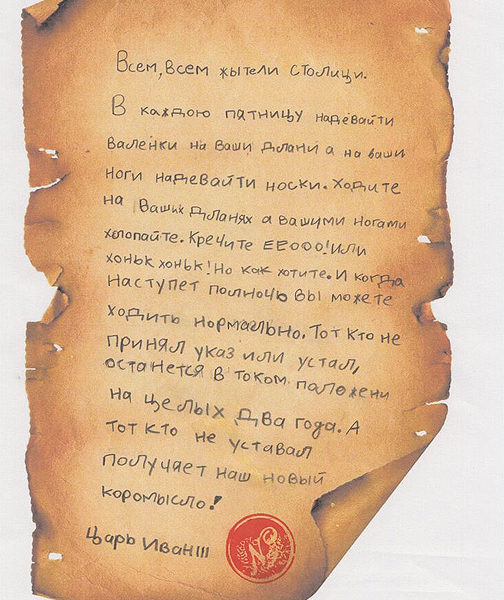 Всем, всем жытели столици.
В каждою патницу надевайти
валенки на ваши длани а на ваши
ноги надевайти носки. Ходите
на Вашых дланях а вашими ногами
хлопайте. Кречите ЕЕООО! или
хоньк хоньк! Но как хотите. И когда
наступет полночь вы можете
ходить нормально. Тот кто не
принял указ или устал,
останется в током паложени
на целых два года. А
тот кто не уставал
получает наш новый
коромысло!
Царь Иван III